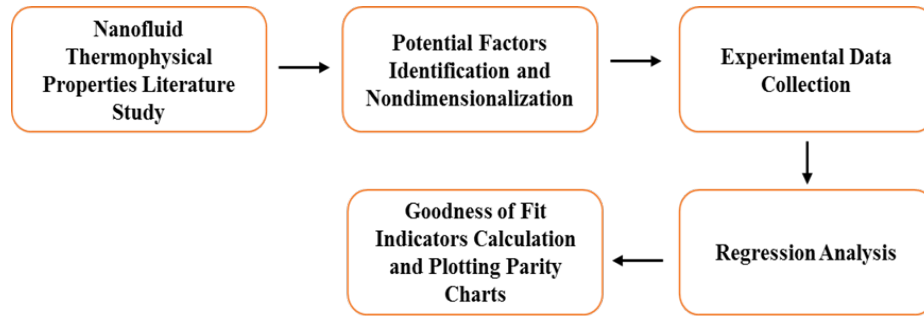 Nanofluid
Thermophysical
Properties Literature
Study
Potential Factors
Identification and
Nondimensionalization
Experimental Data
Collection
Regression Analysis
Goodness of Fit
Indicators Calculation
and Plotting Parity
Charts